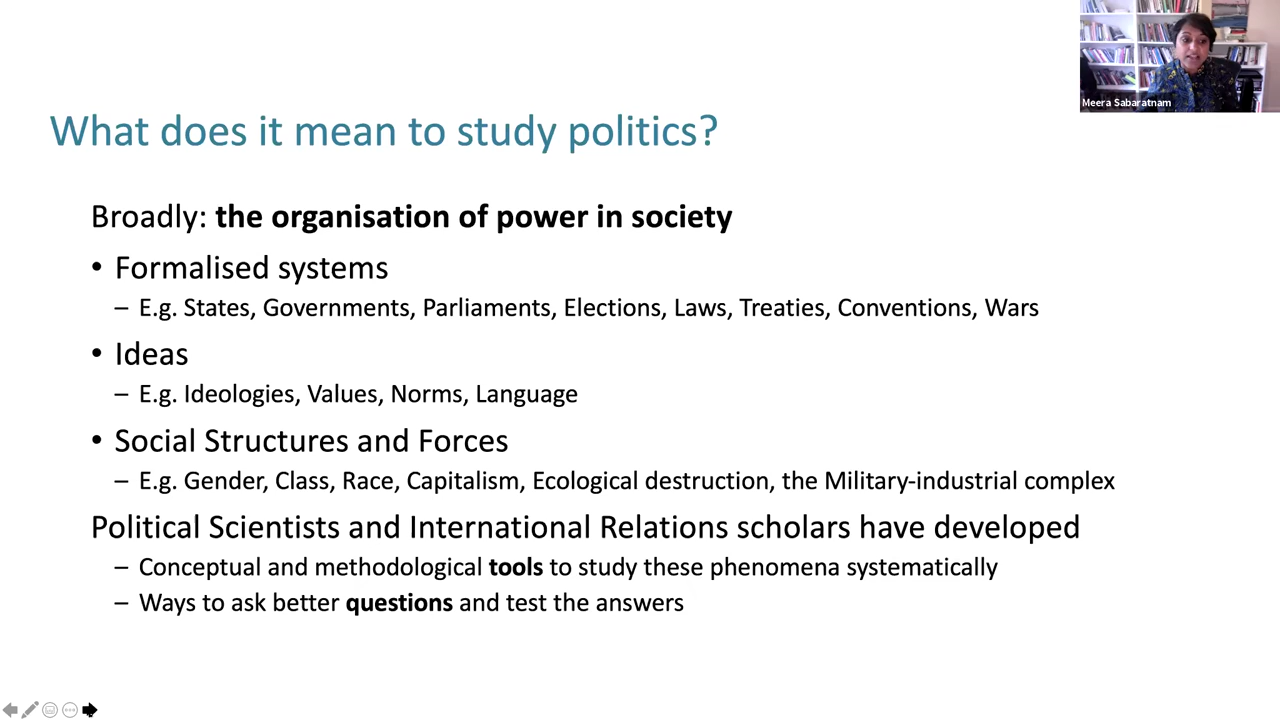 Meera Sabaratnam
What does it mean to study politics?
Broadly: the organisation of power in society
• Formalised systems
– E.g. States, Governments, Parliaments, Elections, Laws, Treaties, Conventions, Wars
• Ideas
– E.g. Ideologies, Values, Norms, Language
• Social Structures and Forces
– E.g. Gender, Class, Race, Capitalism, Ecological destruction, the Military-industrial complex
Political Scientists and International Relations scholars have developed
– Conceptual and methodological tools to study these phenomena systematically
– Ways to ask better questions and test the answers